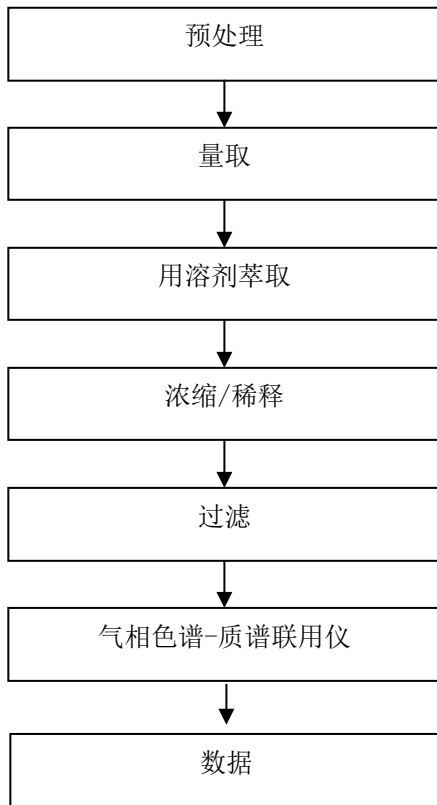 预处理
量取
用溶剂萃取
浓缩/稀释
过滤
气相色谱-质谱联用仪
数据